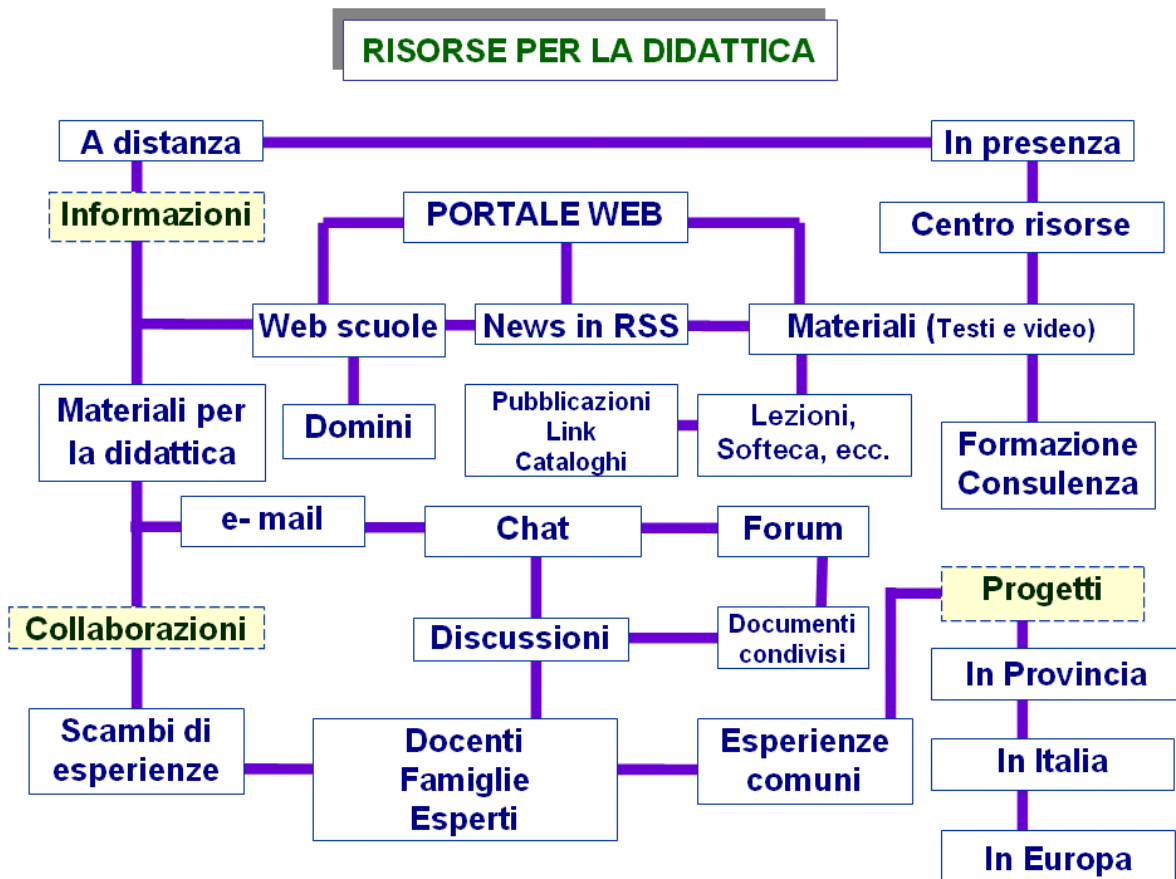 RISORSE PER LA DIDATTICA
A distanza
In presenza
Informazioni
PORTALE WEB
Centro risorse
Web scuole
News in RSS
Materiali (Testi e video)
Materiali per
la didattica
Domini
Pubblicazioni
Link
Cataloghi
Lezioni,
Softeca, ecc.
Formazione
Consulenza
e- mail
Chat
Forum
Progetti
Collaborazioni
Discussioni
Documenti
condivisi
In Provincia
Scambi di
esperienze
Docenti
Famiglie
Esperti
Esperienze
comuni
In Italia
In Europa